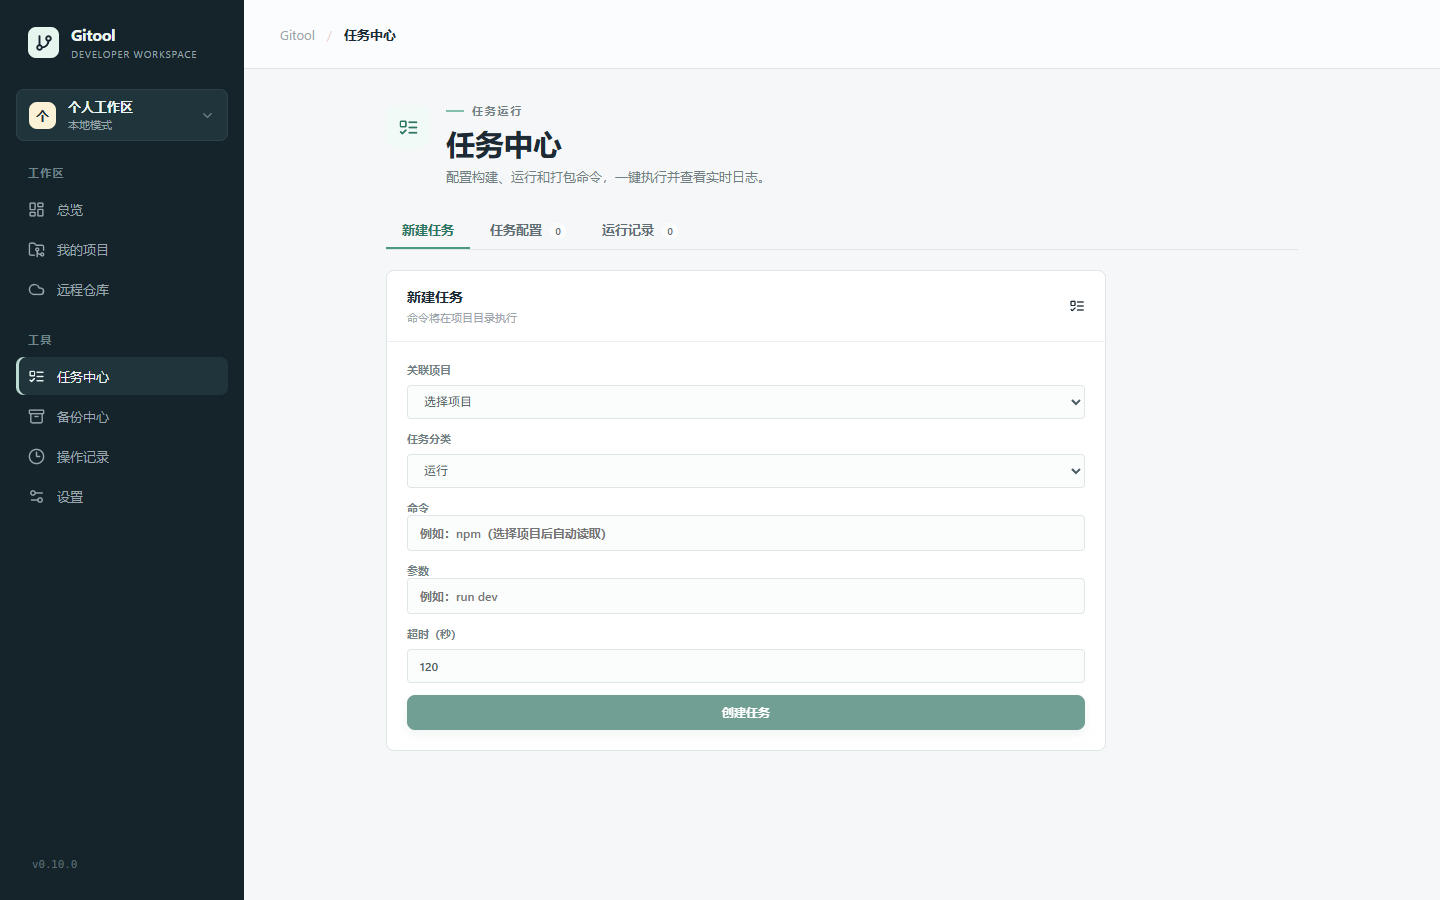 Gitool
DEVELOPER WORKSPACE
个
个人工作区
本地模式
工作区
总览
我的项目
远程仓库
工具
任务中心
备份中心
操作记录
设置
v0.10.0
Gitool / 任务中心
任务运行
任务中心
配置构建、运行和打包命令，一键执行并查看实时日志。
新建任务 任务配置 0 运行记录 0
新建任务
命令将在项目目录执行
关联项目
选择项目
任务分类
运行
命令
例如：npm（选择项目后自动读取）
参数
例如：run dev
超时（秒）
120
创建任务